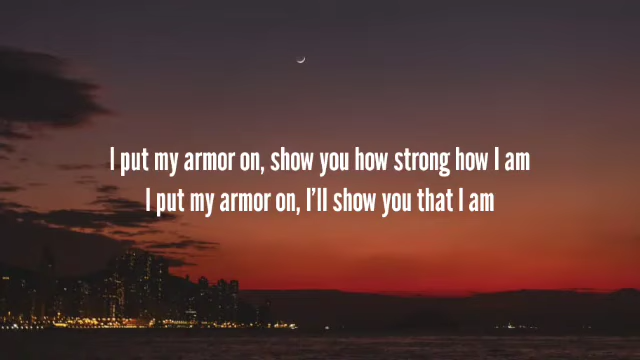 I put my armor on, show you how strong how I am
I put my armor on, I’ll show you that I am